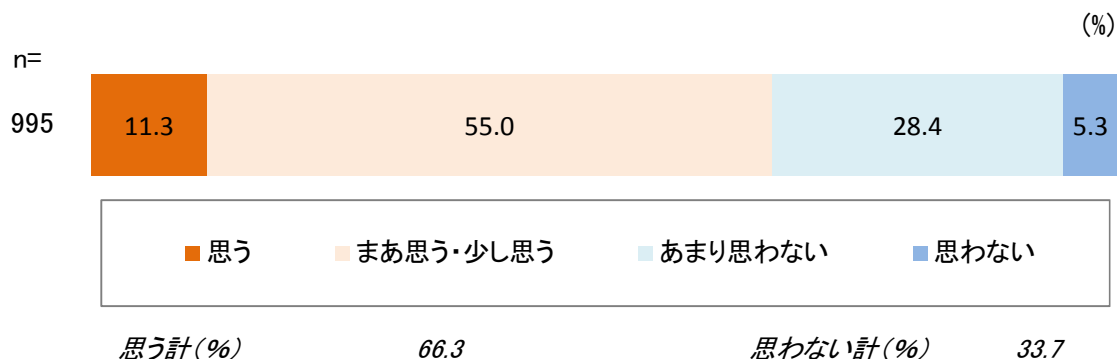 (%)
n=
995 11.3 55.0 28.4 5.3
思う まあ思う・少し思う あまり思わない 思わない
思う計(%) 66.3 思わない計(%) 33.7